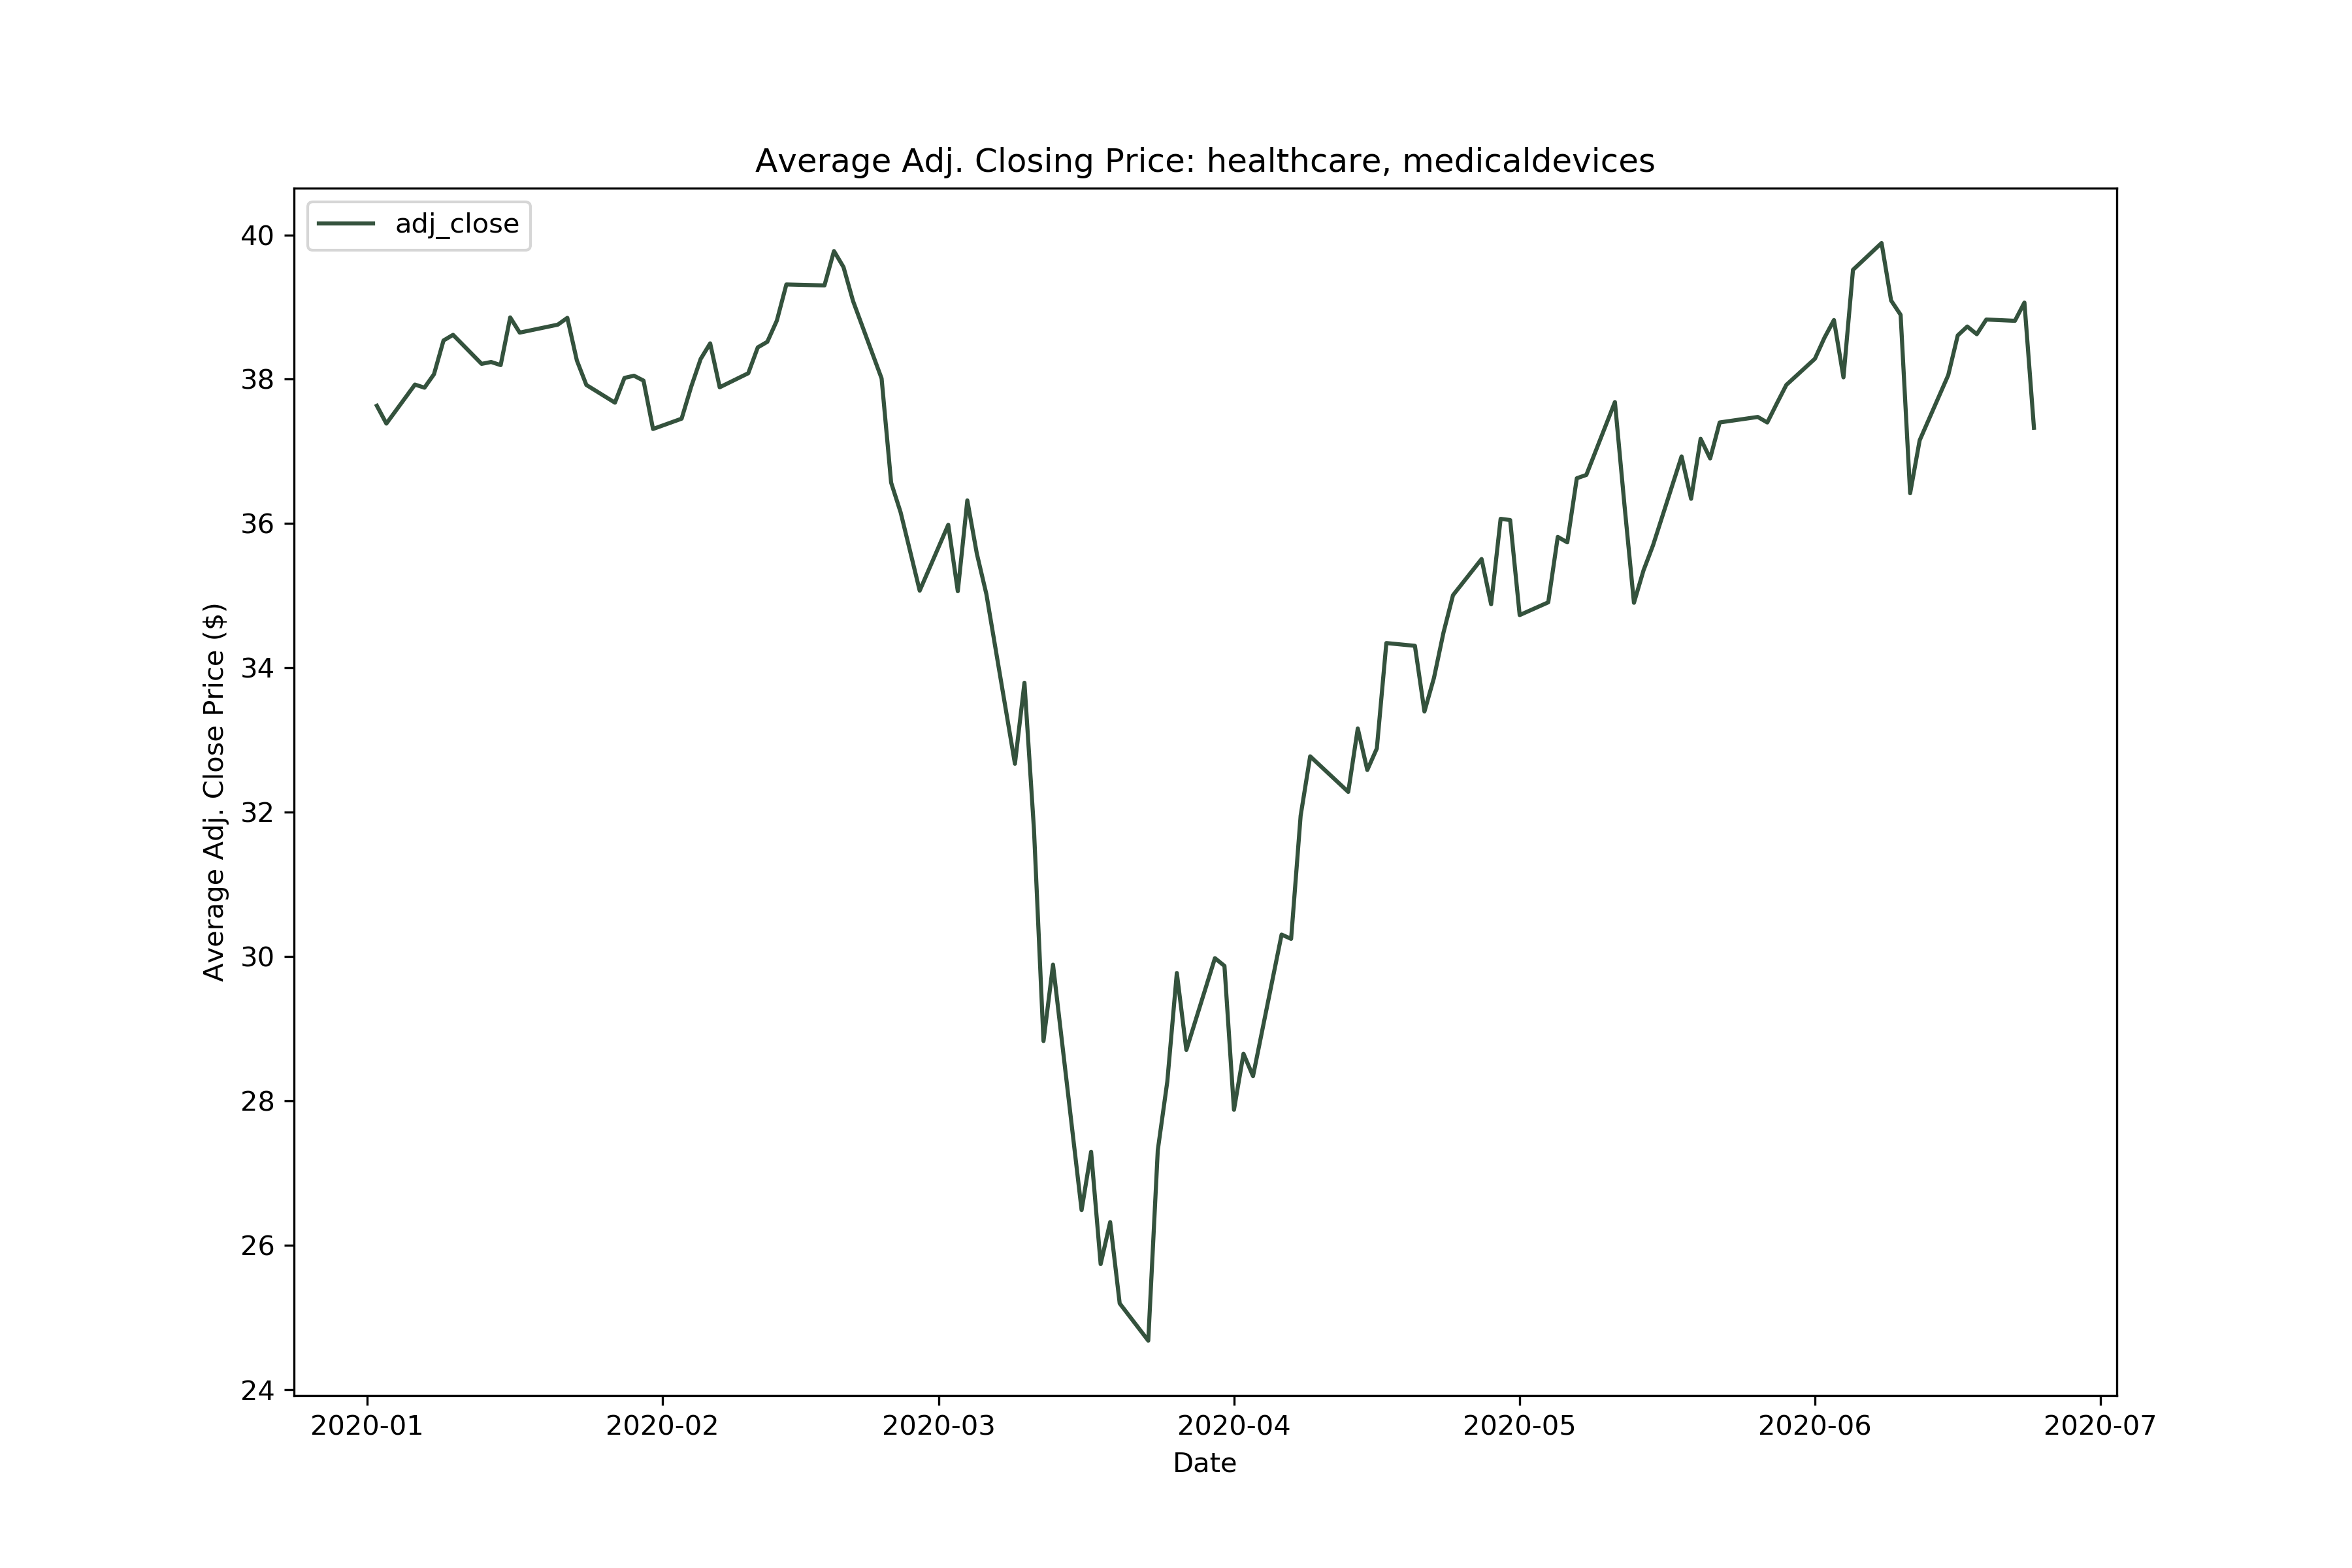 Average Adj. Closing Price: healthcare, medicaldevices
adj_close
Average Adj. Close Price ($)
40
38
36
34
32
30
28
26
24
2020-01 2020-02 2020-03 2020-04 2020-05 2020-06 2020-07
Date